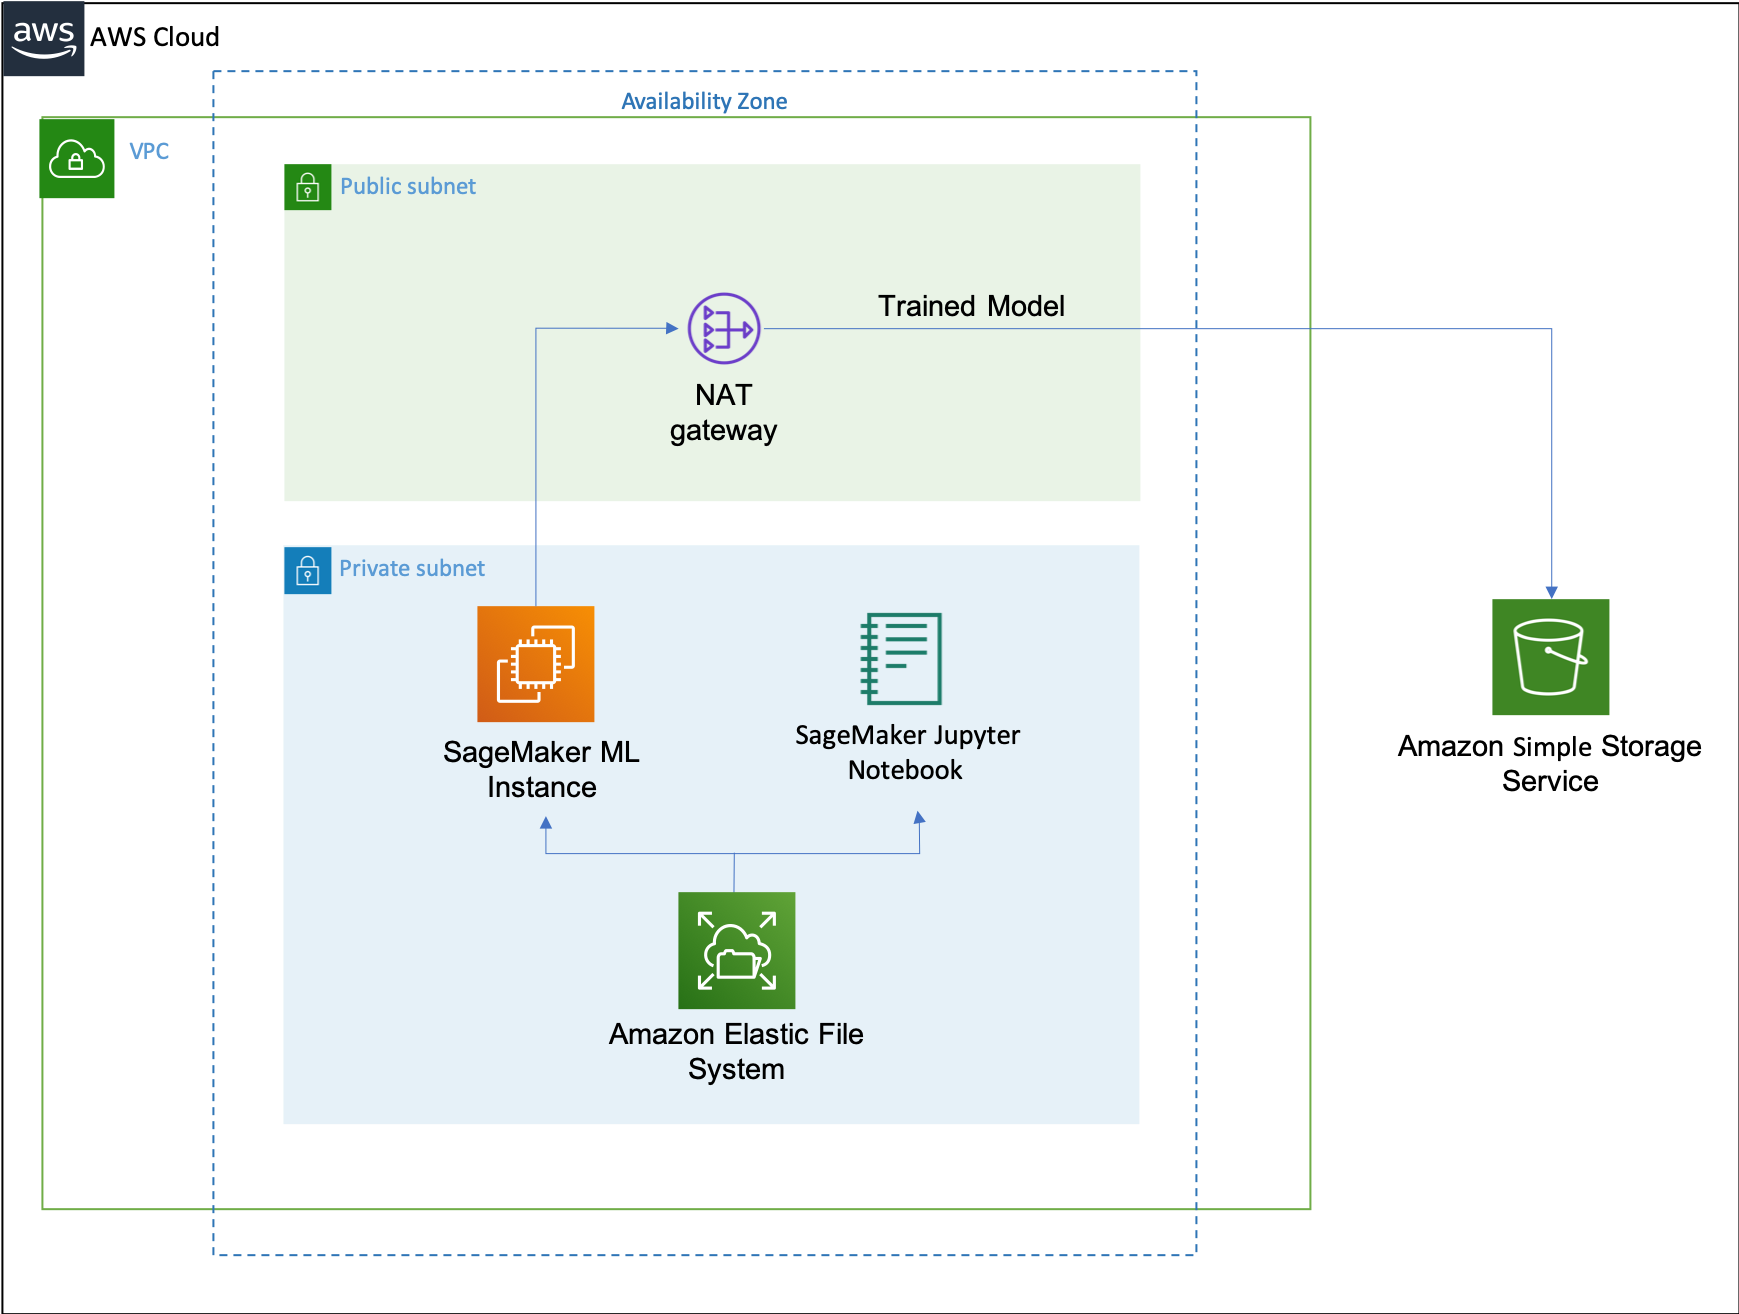 aws
AWS Cloud
Availability Zone
VPC
Public subnet
Trained Model
NAT
gateway
Private subnet
SageMaker ML
Instance
SageMaker Jupyter
Notebook
Amazon Simple Storage
Service
Amazon Elastic File
System